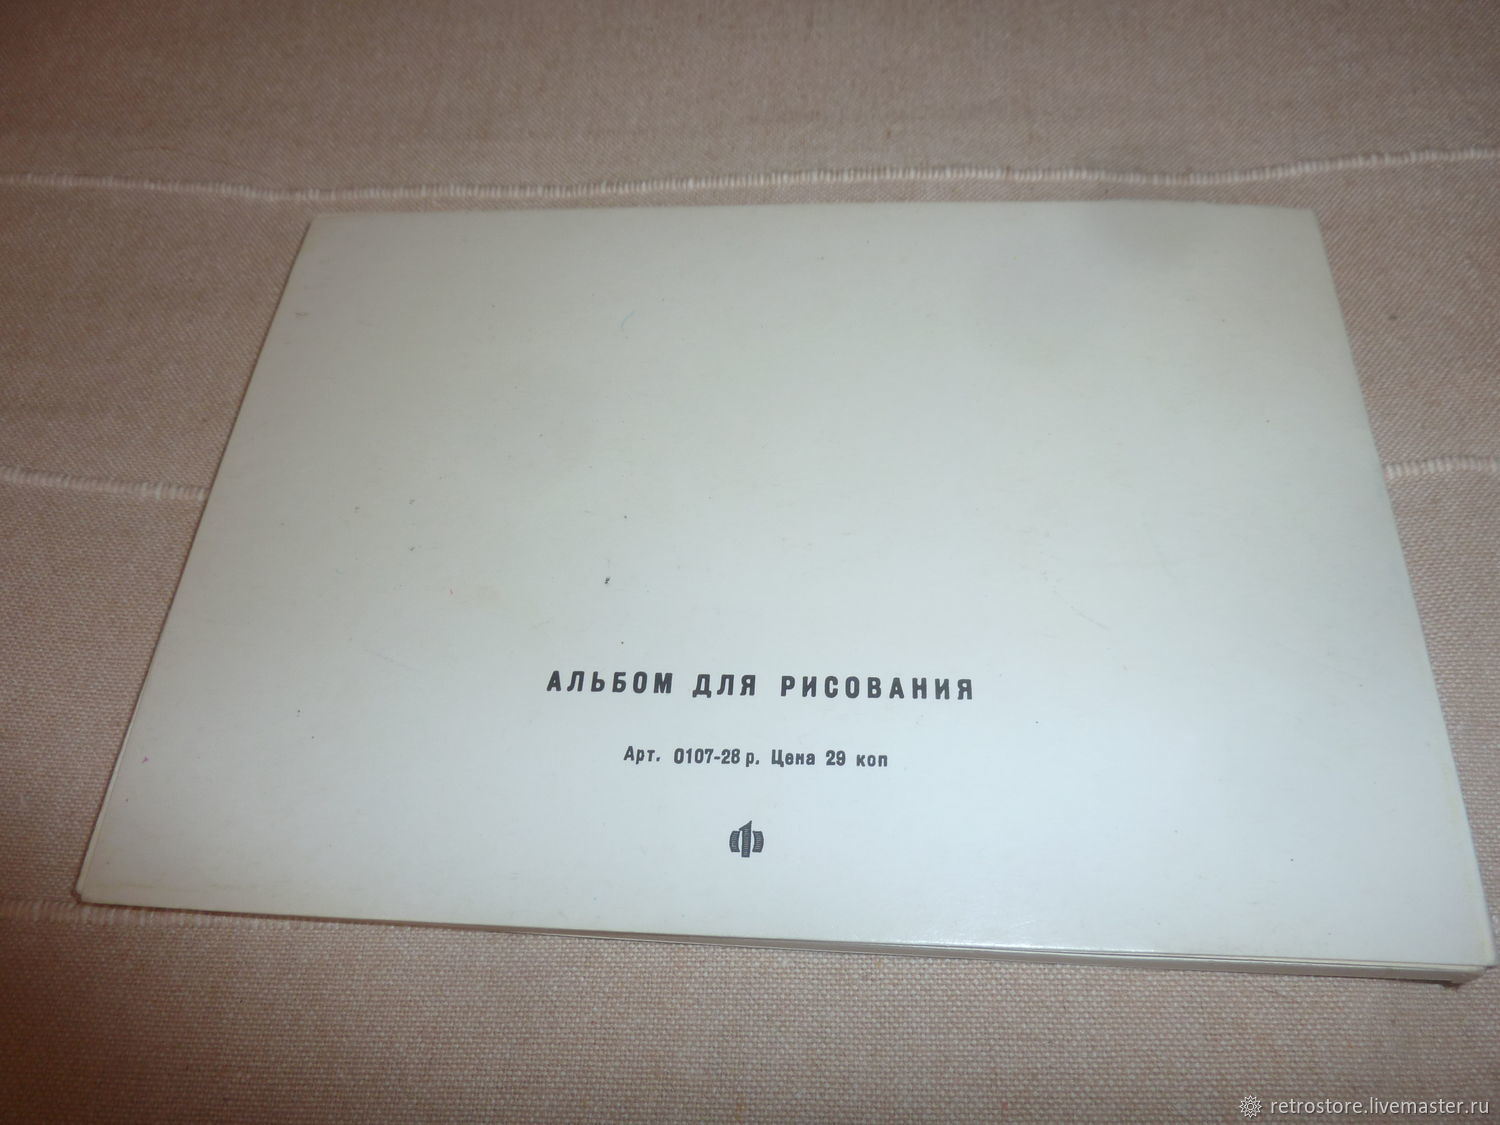 АЛЬБОМ ДЛЯ РИСОВАНИЯ
Арт. 0107-28 р. Цена 29 коп
retrostore.livemaster.ru